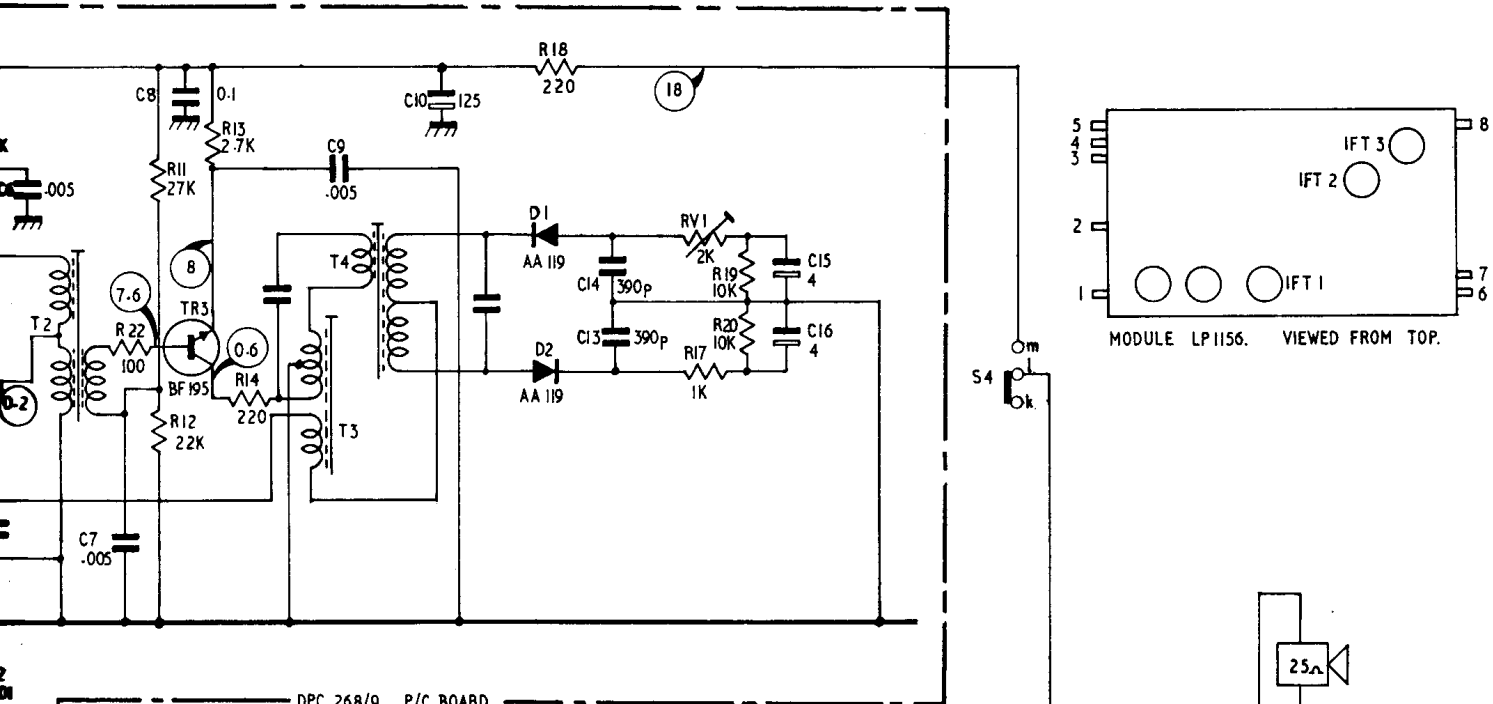 R18
220
18
C8
0.1
C10
125
R13
2.7K
C9
.005
R11
27K
.005
8
7.6
TR3
T2
R22
100
BF195
0.6
R14
220
R12
22K
C7
.005
T4
T3
D1
AA 119
D2
AA 119
C14
390p
C13
390p
RV1
2K
R19
10K
R20
10K
R17
1K
C15
4
C16
4
S4
m
l
k
5
4
3
2
1
8
7
6
IFT 3
IFT 2
IFT 1
MODULE LP1156. VIEWED FROM TOP.
25Ω
DPC 268/9 P/C BOARD